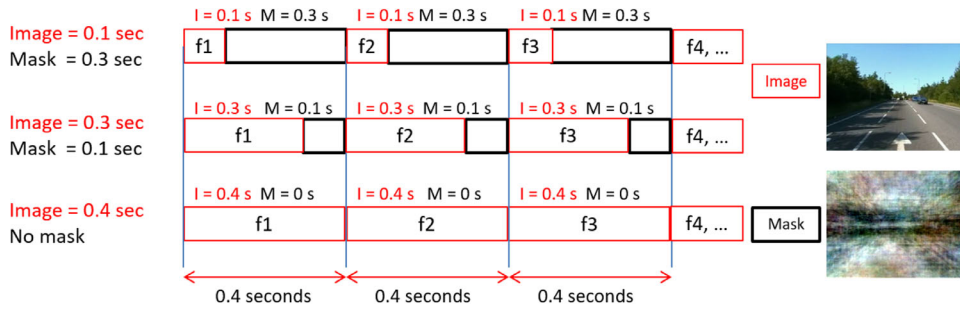 I = 0.1 s M = 0.3 s I = 0.1 s M = 0.3 s I = 0.1 s M = 0.3 s
Image = 0.1 sec
Mask = 0.3 sec
f1 f2 f3 f4, ...
Image
I = 0.3 s M = 0.1 s I = 0.3 s M = 0.1 s I = 0.3 s M = 0.1 s
Image = 0.3 sec
Mask = 0.1 sec
f1 f2 f3 f4, ...
I = 0.4 s M = 0 s I = 0.4 s M = 0 s I = 0.4 s M = 0 s
Image = 0.4 sec
No mask
f1 f2 f3 f4, ...
Mask
0.4 seconds 0.4 seconds 0.4 seconds